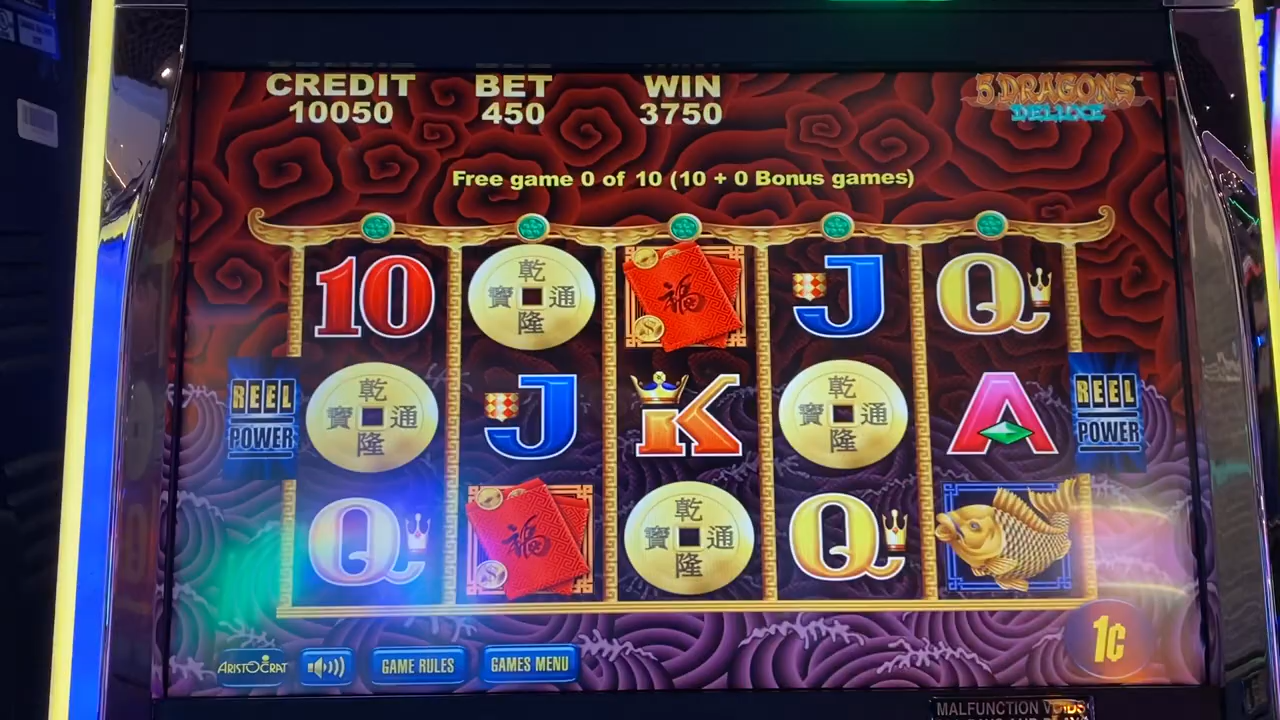 CREDIT BET WIN
10050 450 3750
5 DRAGONS
DELUXE
Free game 0 of 10 (10 + 0 Bonus games)
10 乾 寶 通 隆 福 J Q
REEL POWER
乾 寶 通 隆 J K 乾 寶 通 隆 A
REEL POWER
Q 福 乾 寶 通 隆 Q
ARISTOCRAT
GAME RULES
GAMES MENU
1¢
MALFUNCTION VOIDS